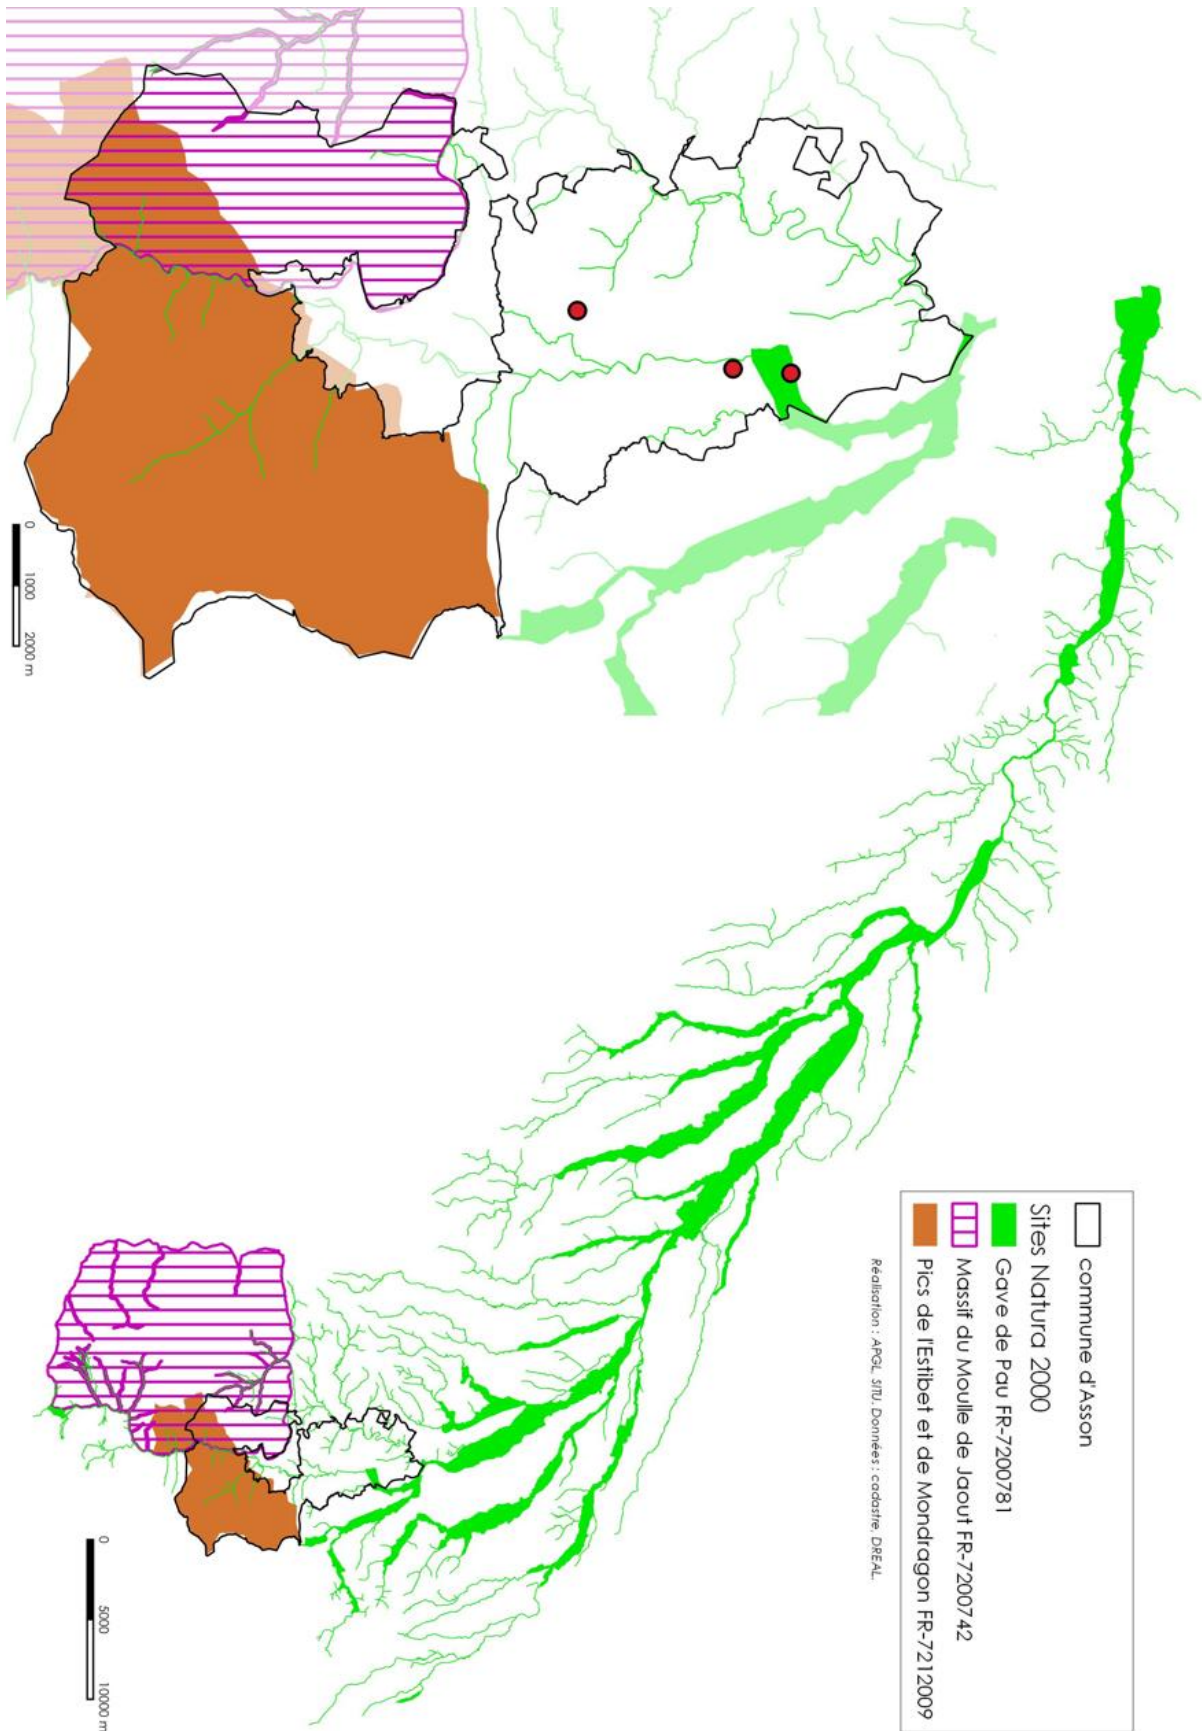 commune d'Asson
Sites Natura 2000
Gave de Pau FR-7200781
Massif du Moulle de Jaout FR-7200742
Pics de l'Estibet et de Mondragon FR-7212009
Réalisation : APGL, SITU. Données : cadastre, DREAL.
0 1000 2000 m
0 5000 10000 m